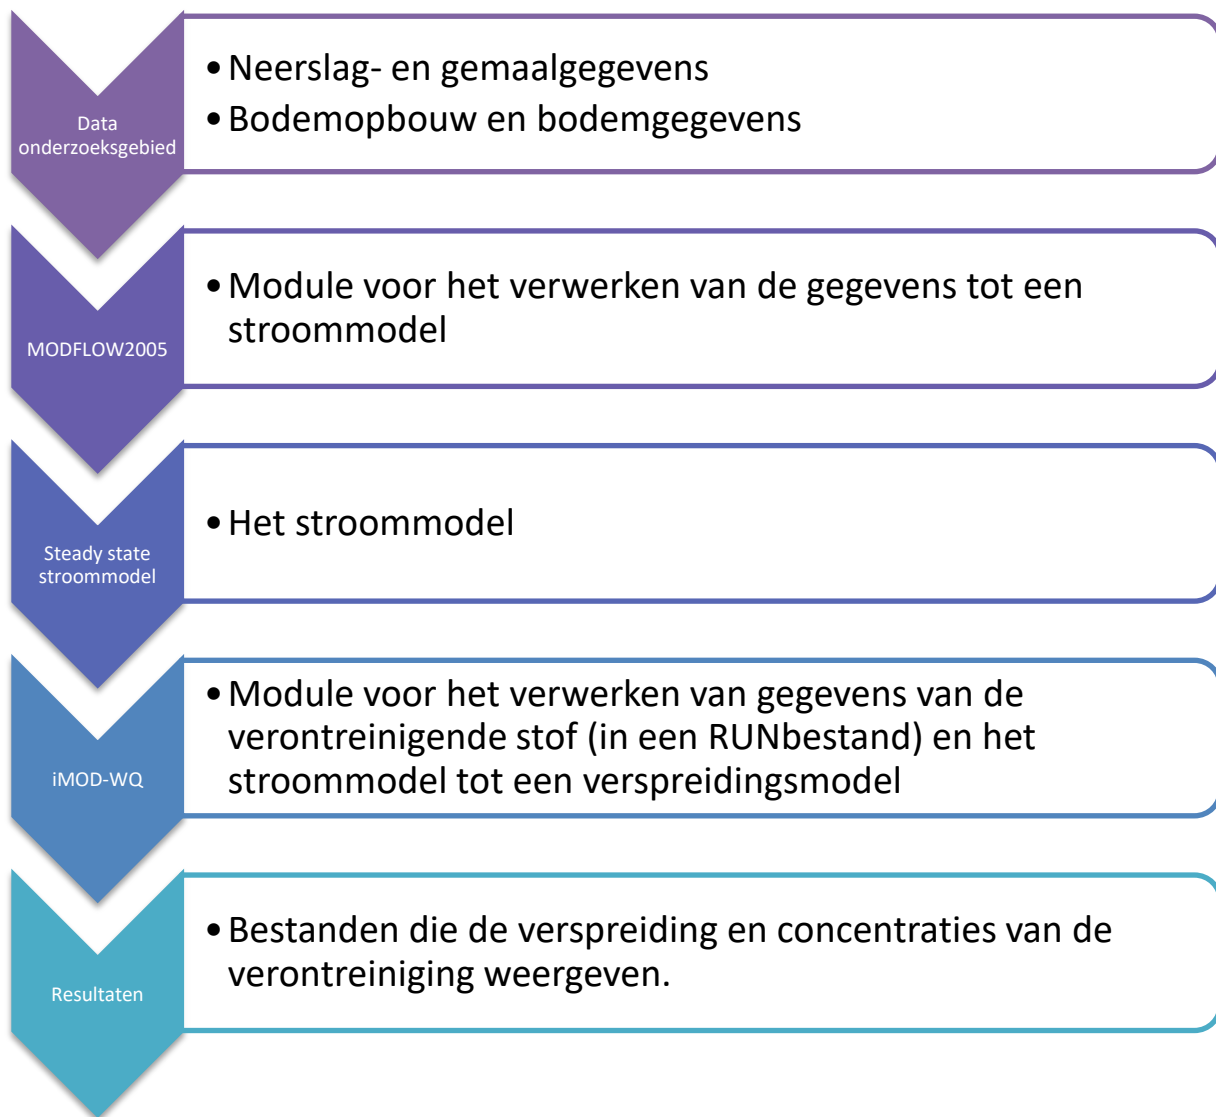 Data
onderzoeksgebied
• Neerslag- en gemaalgegevens
• Bodemopbouw en bodemgegevens
MODFLOW2005
• Module voor het verwerken van de gegevens tot een
stroommodel
Steady state
stroommodel
• Het stroommodel
iMOD-WQ
• Module voor het verwerken van gegevens van de
verontreinigende stof (in een RUNbestand) en het
stroommodel tot een verspreidingsmodel
Resultaten
• Bestanden die de verspreiding en concentraties van de
verontreiniging weergeven.